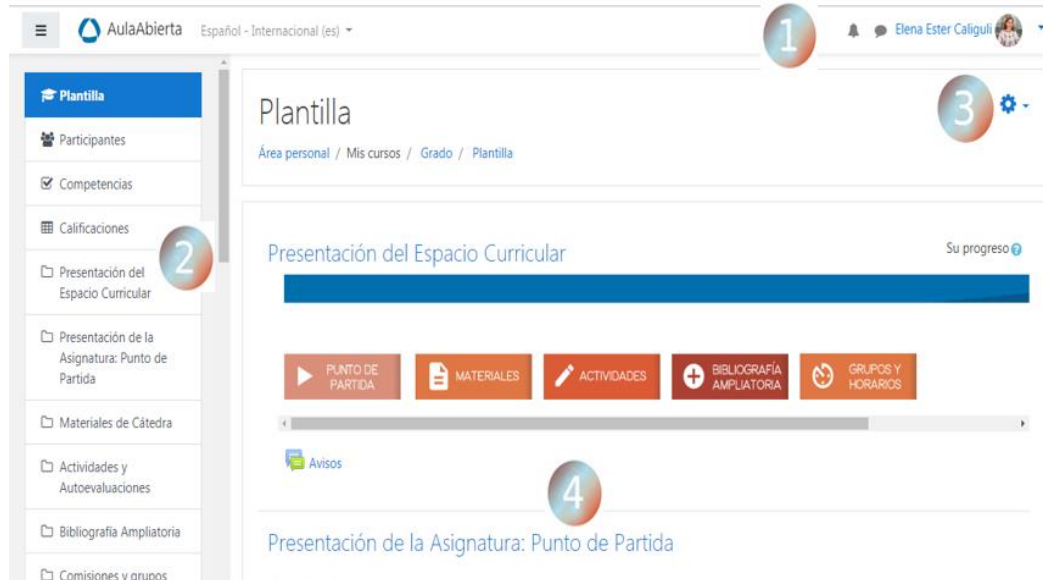 AulaAbierta Español - Internacional (es)
1
Elena Ester Caliguli
Plantilla
Participantes
Competencias
Calificaciones
2
Presentación del
Espacio Curricular
Presentación de la
Asignatura: Punto de
Partida
Materiales de Cátedra
Actividades y
Autoevaluaciones
Bibliografía Ampliatoria
Comisiones y grupos
Plantilla
3
Área personal / Mis cursos / Grado / Plantilla
Presentación del Espacio Curricular
Su progreso
PUNTO DE
PARTIDA
MATERIALES
ACTIVIDADES
BIBLIOGRAFÍA
AMPLIATORIA
GRUPOS Y
HORARIOS
Avisos
4
Presentación de la Asignatura: Punto de Partida